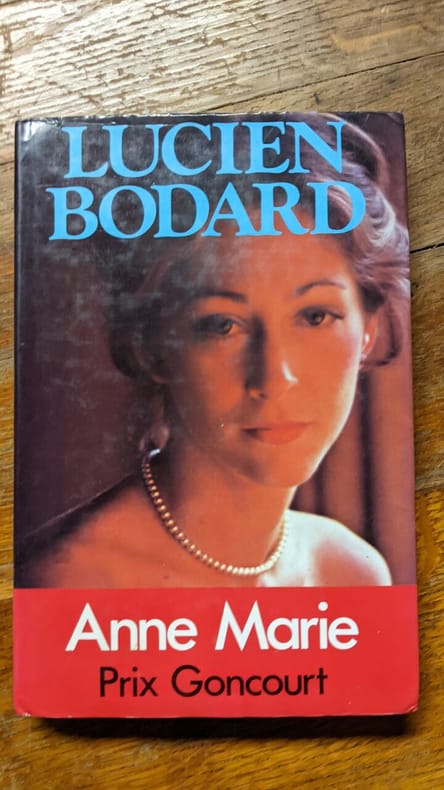 LUCIEN
BODARD
Anne Marie
Prix Goncourt